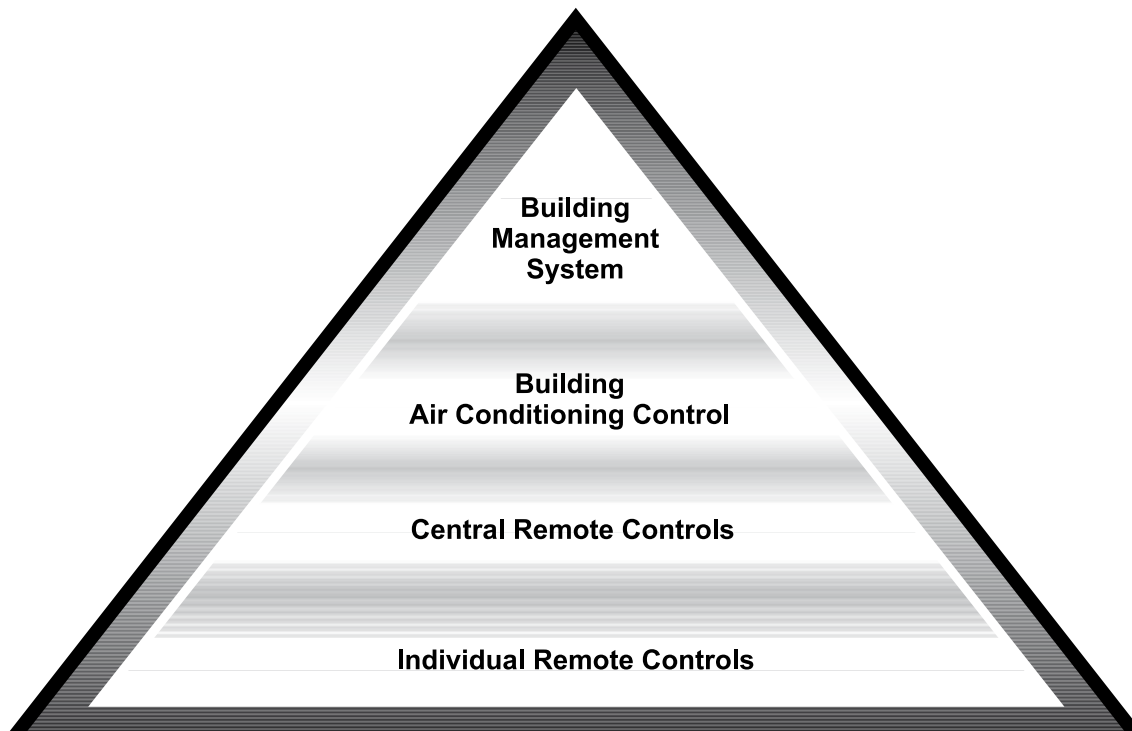 Building
Management
System
Building
Air Conditioning Control
Central Remote Controls
Individual Remote Controls